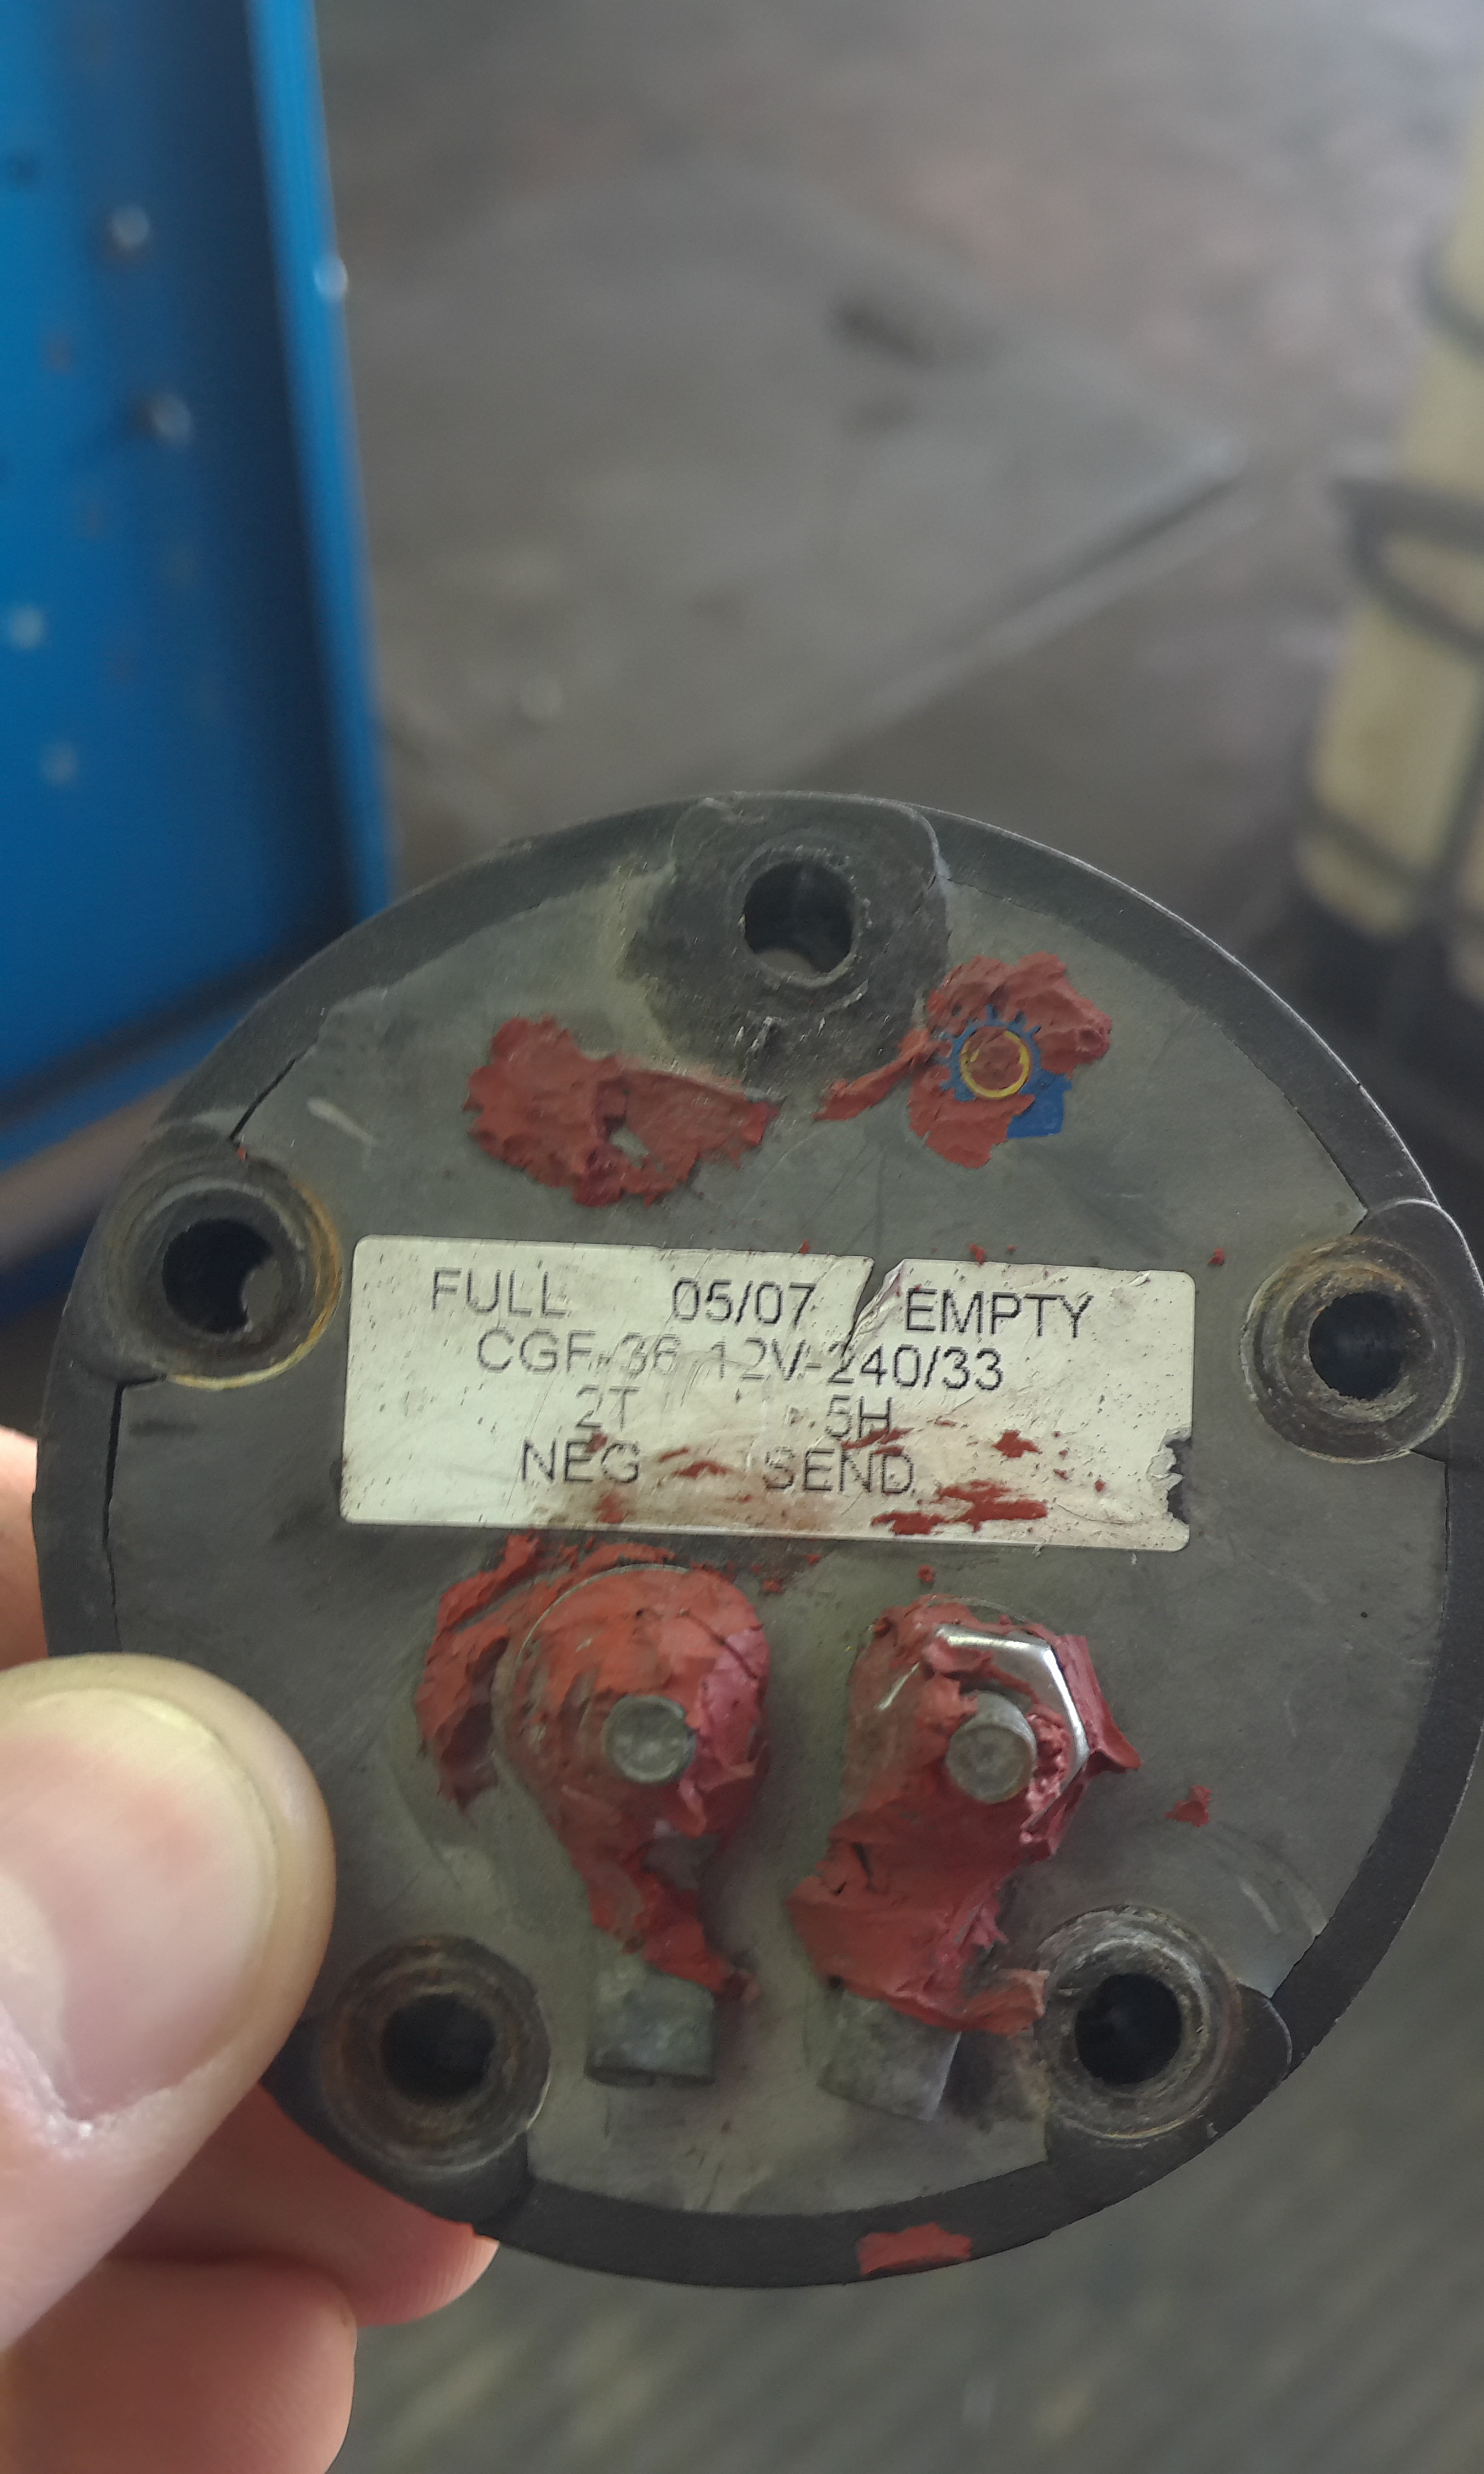 FULL 05/07 EMPTY
CGF-36 12V-240/33
2T 5H
NEG SEND